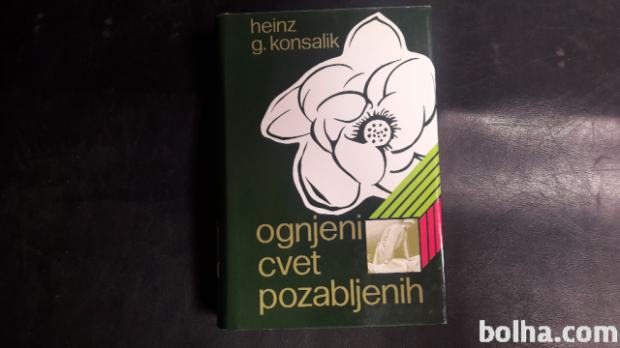 heinz
g. konsalik
ognjeni
cvet
pozabljenih
bolha.com